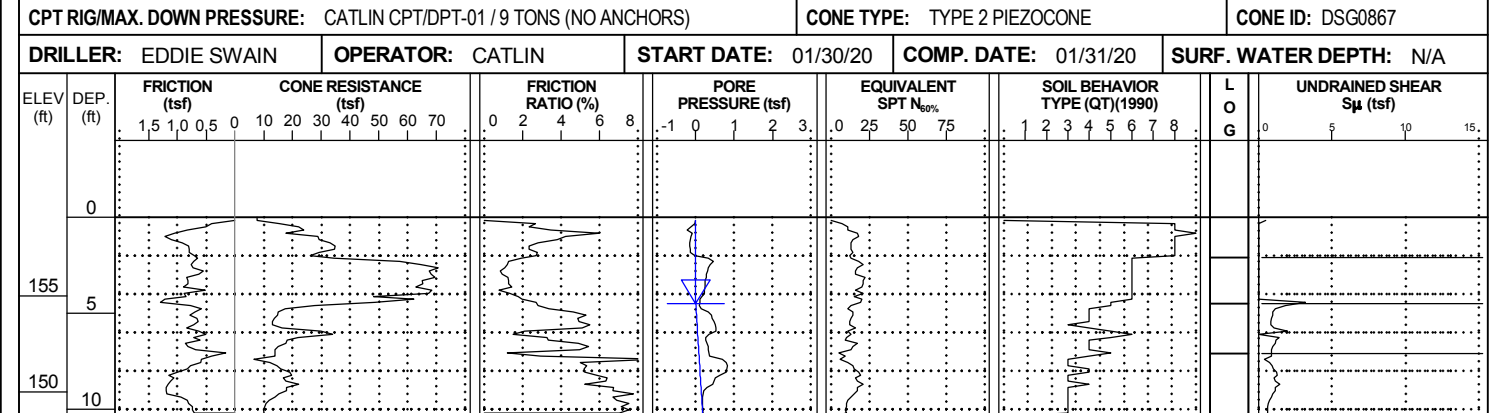 CPT RIG/MAX. DOWN PRESSURE: CATLIN CPT/DPT-01 / 9 TONS (NO ANCHORS) CONE TYPE: TYPE 2 PIEZOCONE CONE ID: DSG0867
DRILLER: EDDIE SWAIN OPERATOR: CATLIN START DATE: 01/30/20 COMP. DATE: 01/31/20 SURF. WATER DEPTH: N/A
ELEV (ft)
DEP. (ft)
FRICTION (tsf)
1.5 1.0 0.5 0
CONE RESISTANCE (tsf)
10 20 30 40 50 60 70
FRICTION RATIO (%)
0 2 4 6 8
PORE PRESSURE (tsf)
-1 0 1 2 3
EQUIVALENT SPT N60%
0 25 50 75
SOIL BEHAVIOR TYPE (QT)(1990)
1 2 3 4 5 6 7 8
LOG
UNDRAINED SHEAR Sμ (tsf)
0 5 10 15
0
155
5
150
10